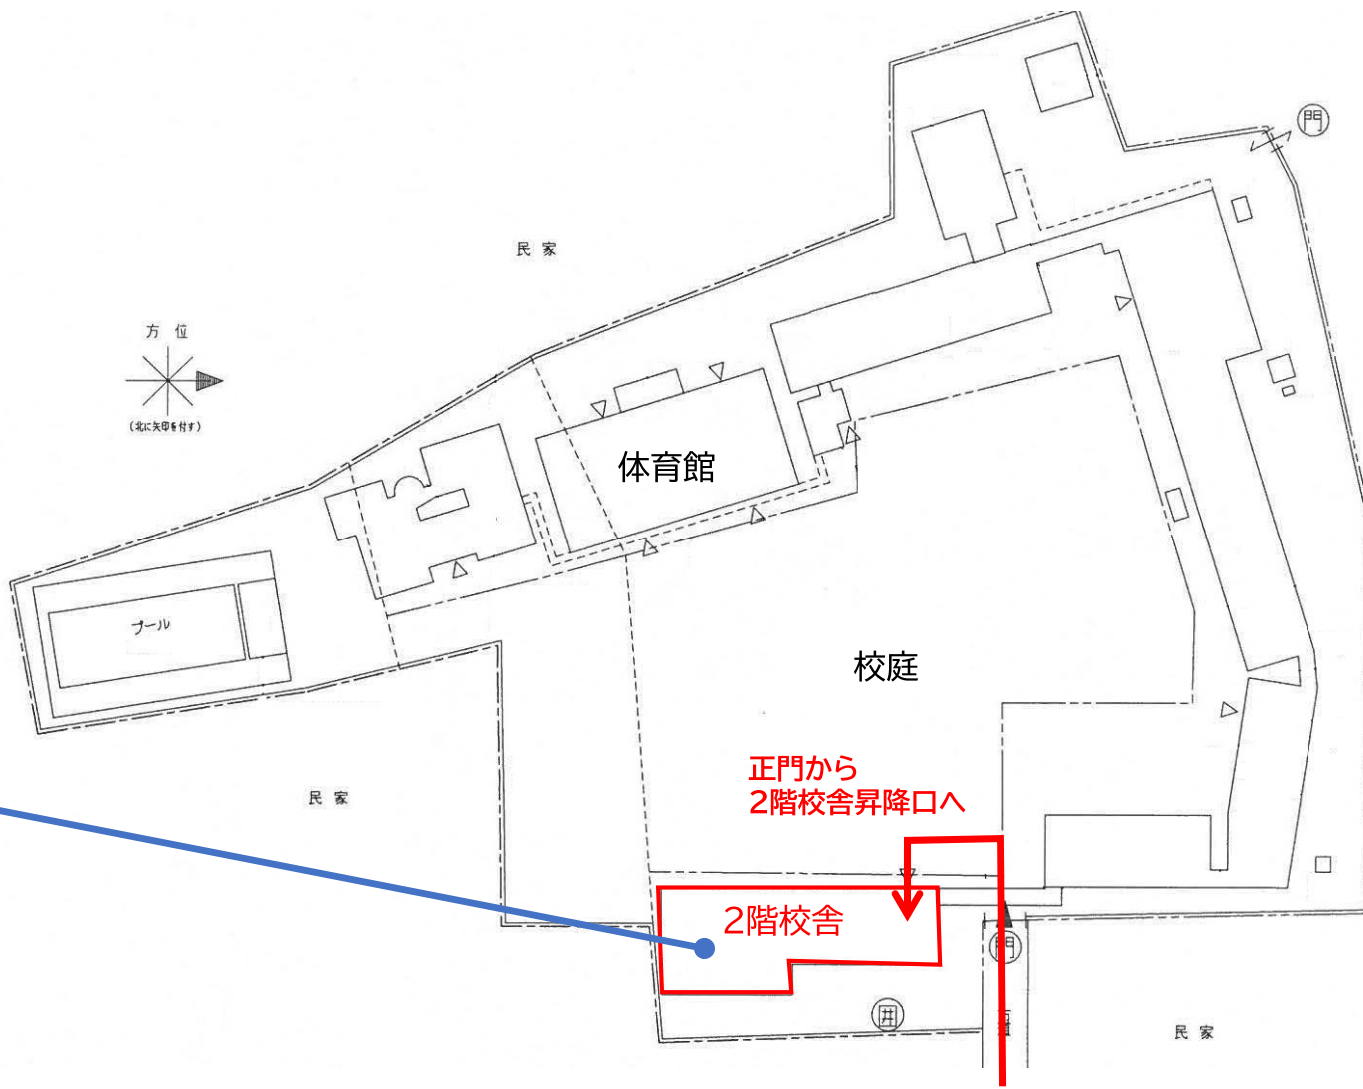 門
民家
方位
(北に矢印を付す)
体育館
プール
校庭
正門から
2階校舎昇降口へ
民家
2階校舎
門
井
民家